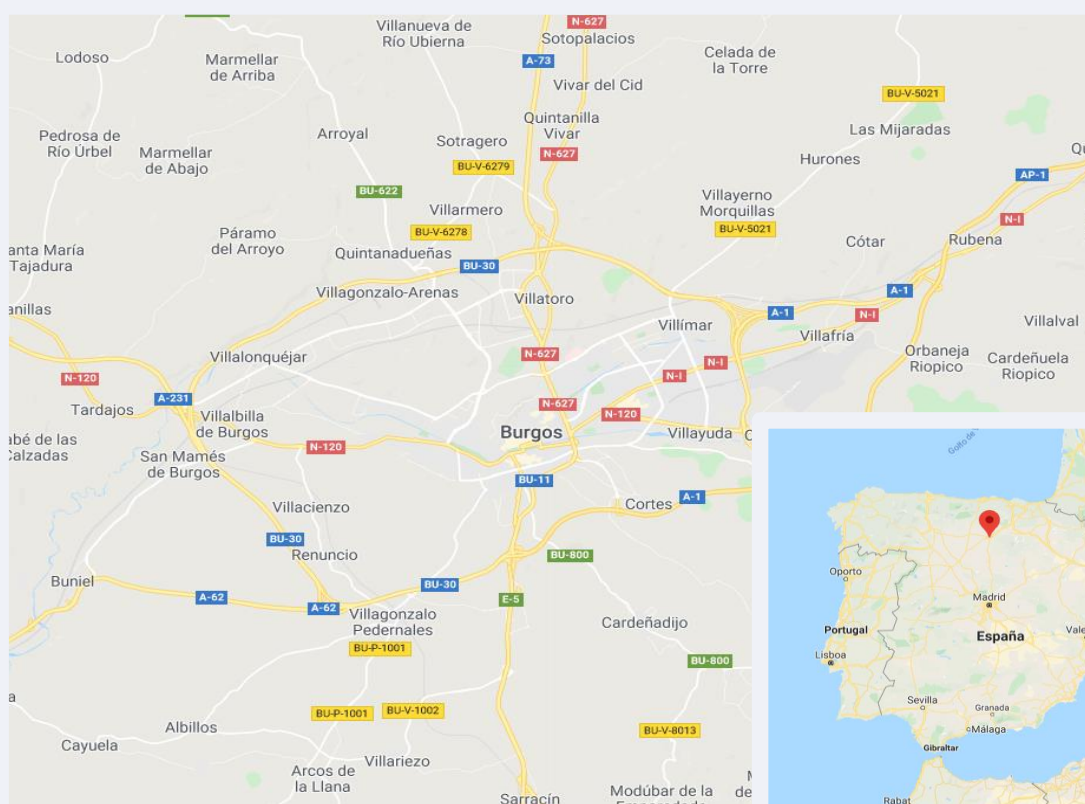 N-627
Villanueva de
Río Ubierna
Sotopalacios
Lodoso
Marmellar
de Arriba
Celada de
la Torre
A-73
Vivar del Cid
BU-V-5021
Quintanilla
Vivar
Pedrosa de
Río Úrbel
Arroyal
Sotragero
Las Mijaradas
Marmellar
de Abajo
N-627
Hurones
BU-V-6279
AP-1
BU-622
Villayerno
Morquillas
Villarmero
N-I
BU-V-6278
BU-V-5021
Páramo
del Arroyo
Cótar
Rubena
Quintanadueñas
Tajadura
BU-30
Villagonzalo-Arenas
Villatoro
A-1
A-1
N-I
Villímar
Villafría
Villalval
Villalonquéjar
N-627
N-I
Orbaneja
Riopico
Cardeñuela
Riopico
N-I
N-120
A-231
Tardajos
N-627
N-120
Villalbilla
de Burgos
Burgos
Villayuda
N-120
Calzadas
San Mamés
de Burgos
BU-11
A-1
Cortes
Villacienzo
BU-30
Renuncio
BU-800
Buniel
BU-30
A-62
A-62
E-5
Villagonzalo
Pedernales
Cardeñadijo
BU-P-1001
BU-800
BU-P-1001
BU-V-1002
Albillos
BU-V-8013
Cayuela
Villariezo
Arcos de
la Llana
Modúbar de la
Sarracín
Golfo de
Oporto
Madrid
Portugal
España
Lisboa
Sevilla
Granada
Málaga
Gibraltar
Rabat